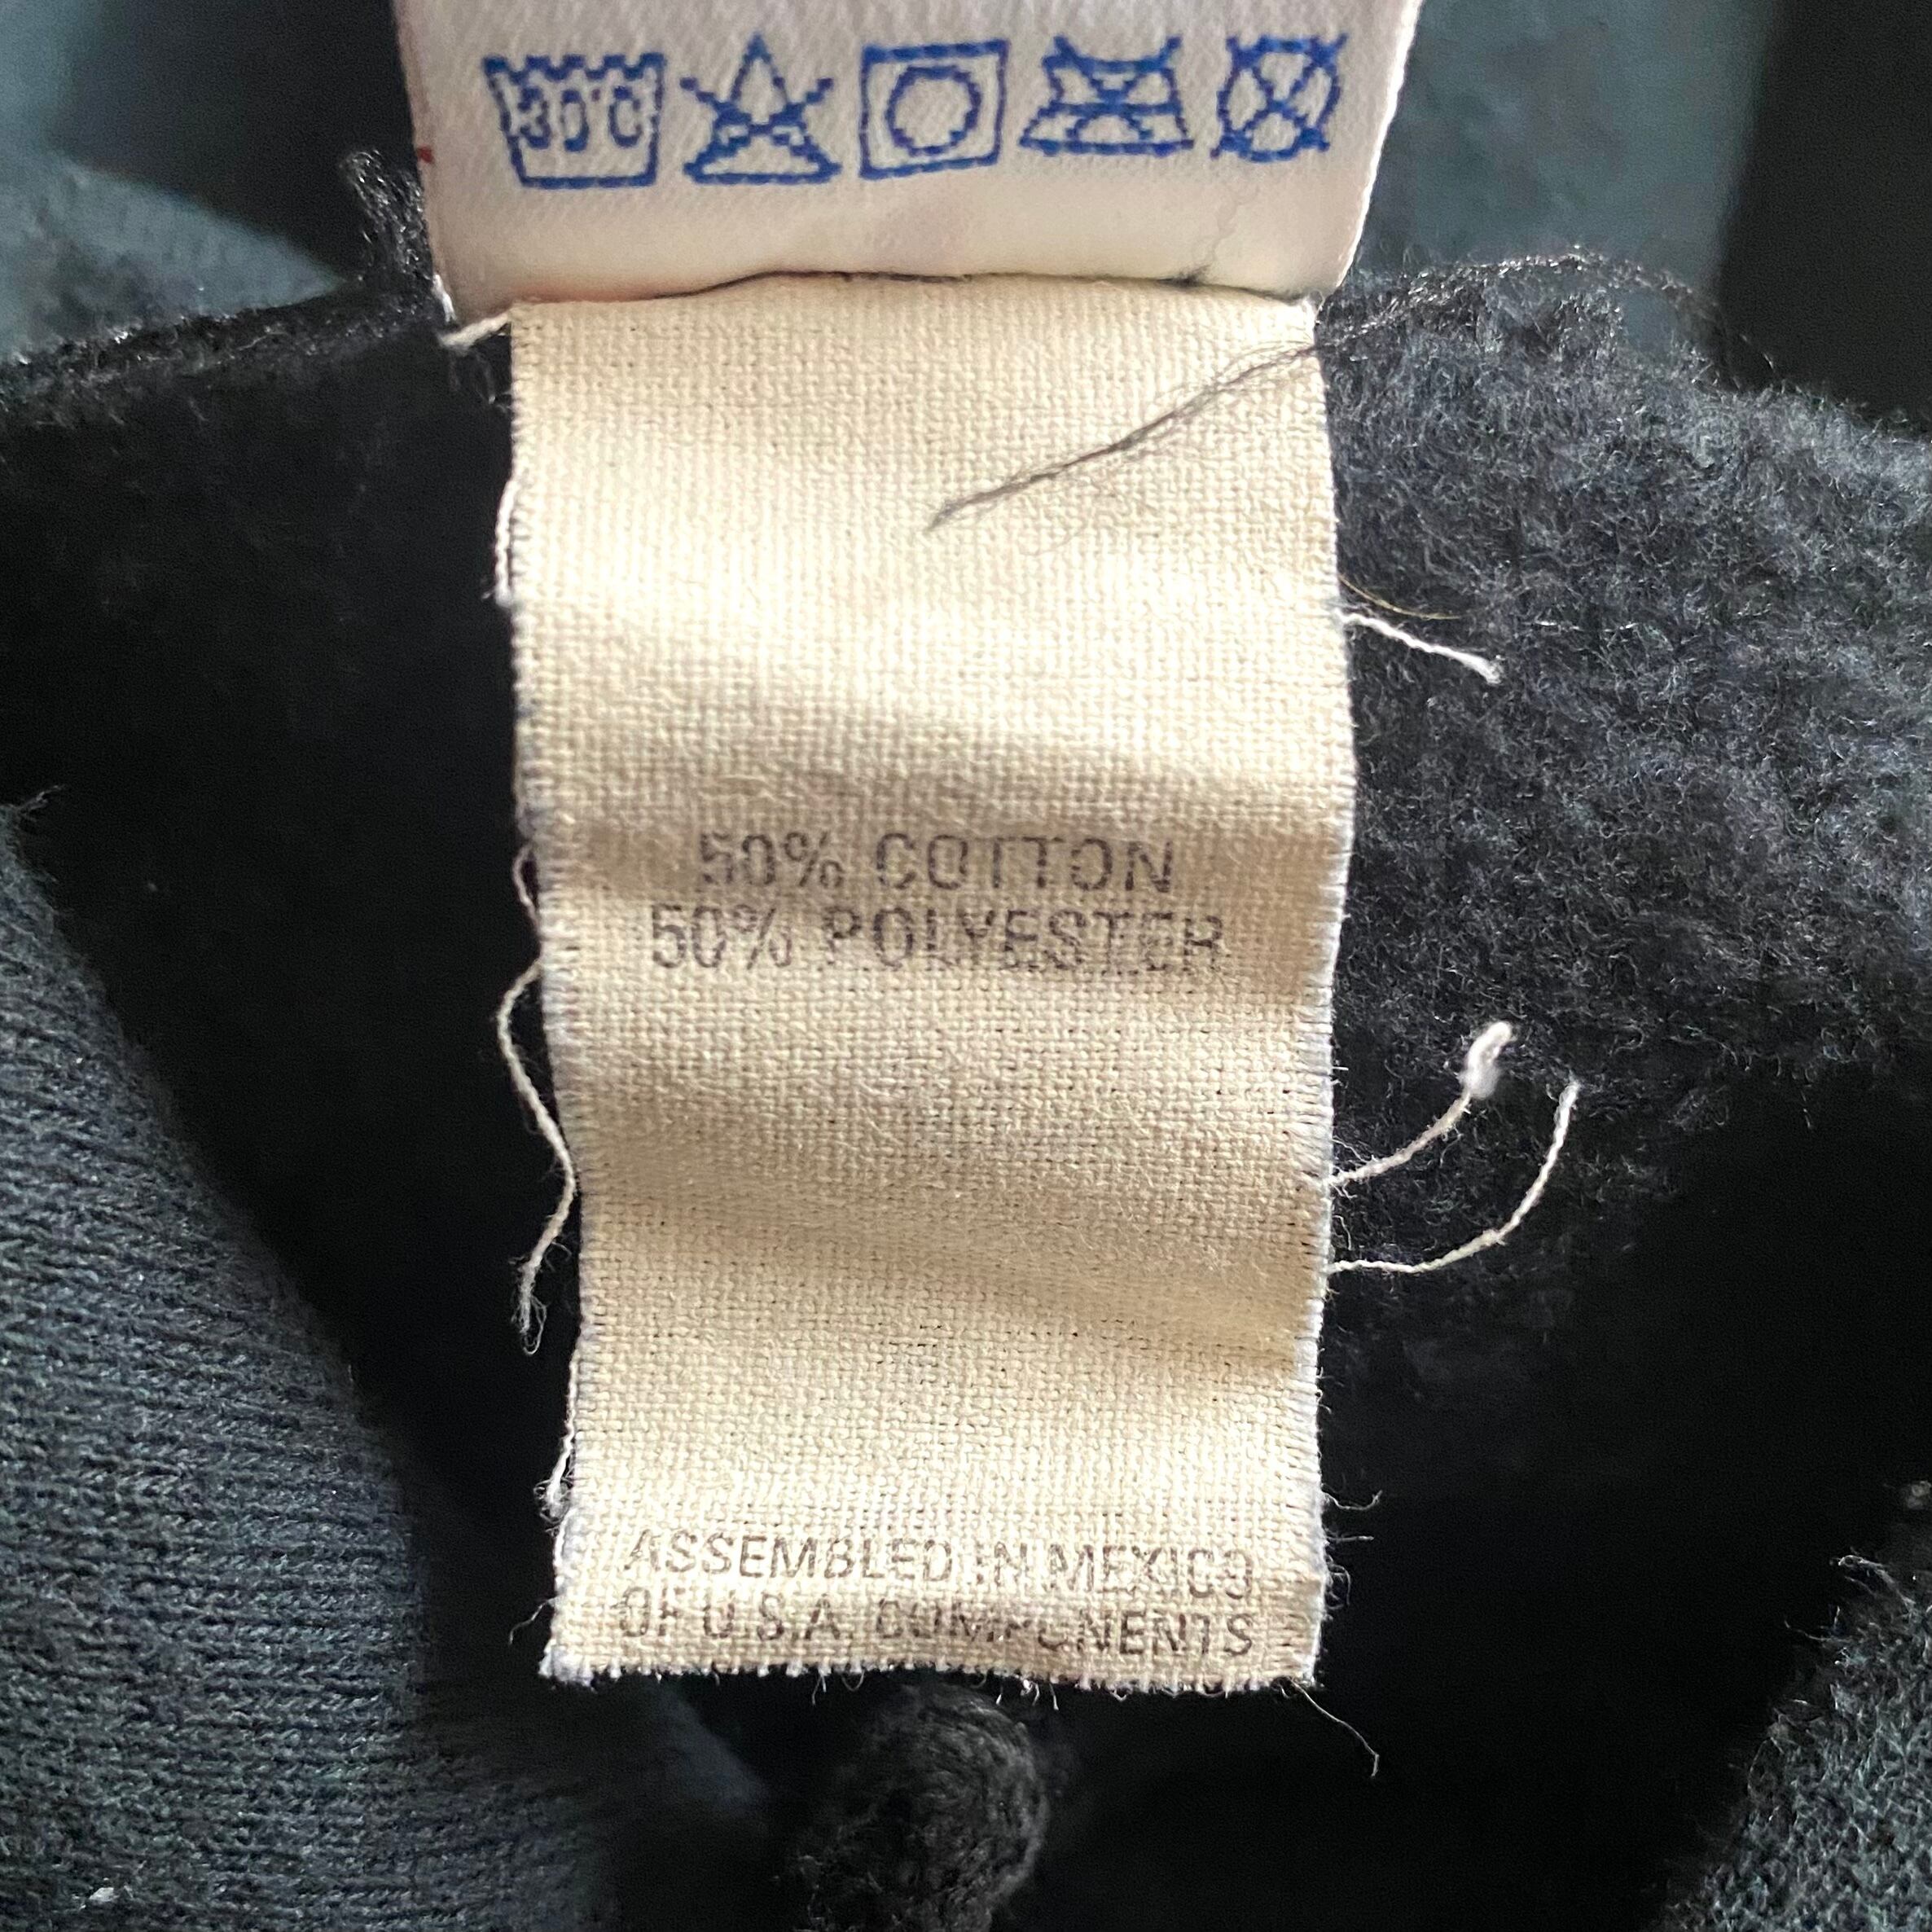 30°C
50% COTTON
50% POLYESTER
ASSEMBLED IN MEXICO
OF U.S.A. COMPONENTS